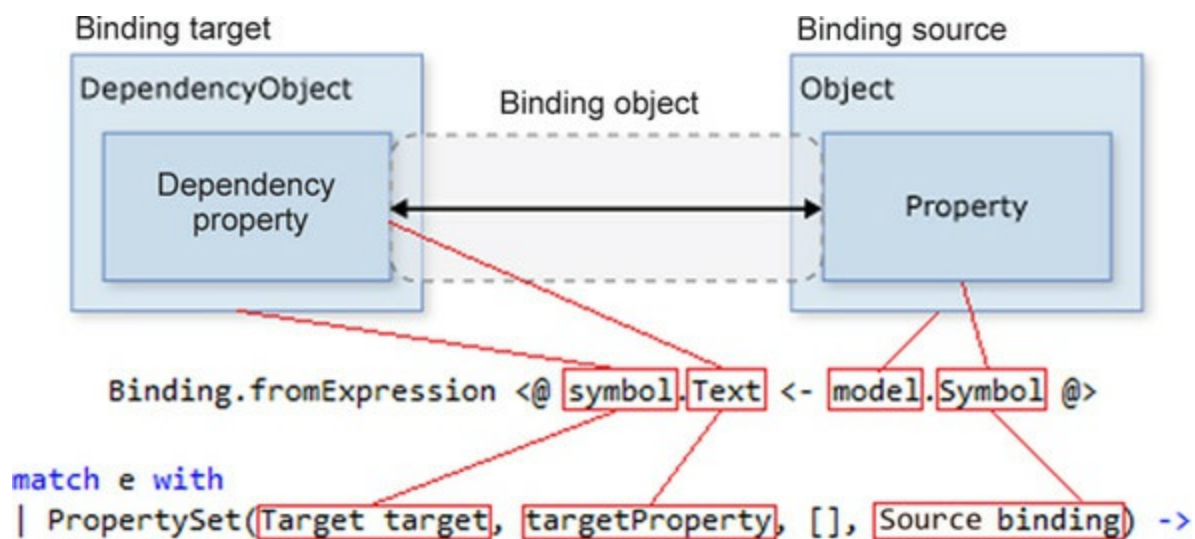 Binding target
Binding source
DependencyObject
Binding object
Object
Dependency
property
Property
Binding.fromExpression <@ symbol.Text <- model.Symbol @>
match e with
| PropertySet(Target target, targetProperty, [], Source binding) ->